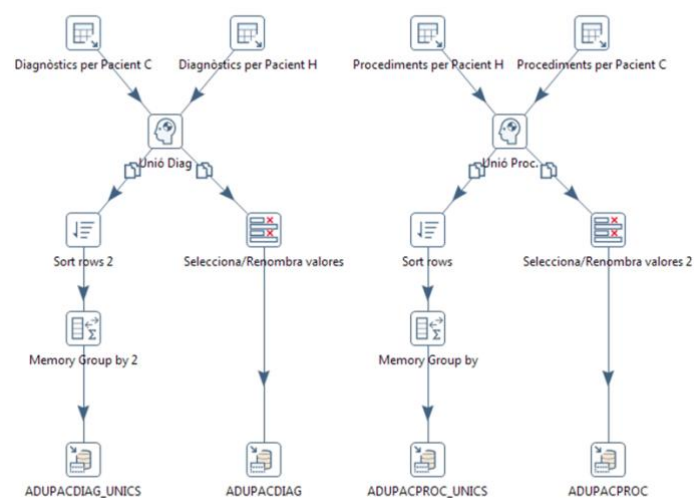 Diagnòstics per Pacient C
Diagnòstics per Pacient H
Procediments per Pacient H
Procediments per Pacient C
Unió Diag
Unió Proc.
Sort rows 2
Selecciona/Renombra valores
Sort rows
Selecciona/Renombra valores 2
Memory Group by 2
Memory Group by
ADUPACDIAG_UNICS
ADUPACDIAG
ADUPACPROC_UNICS
ADUPACPROC